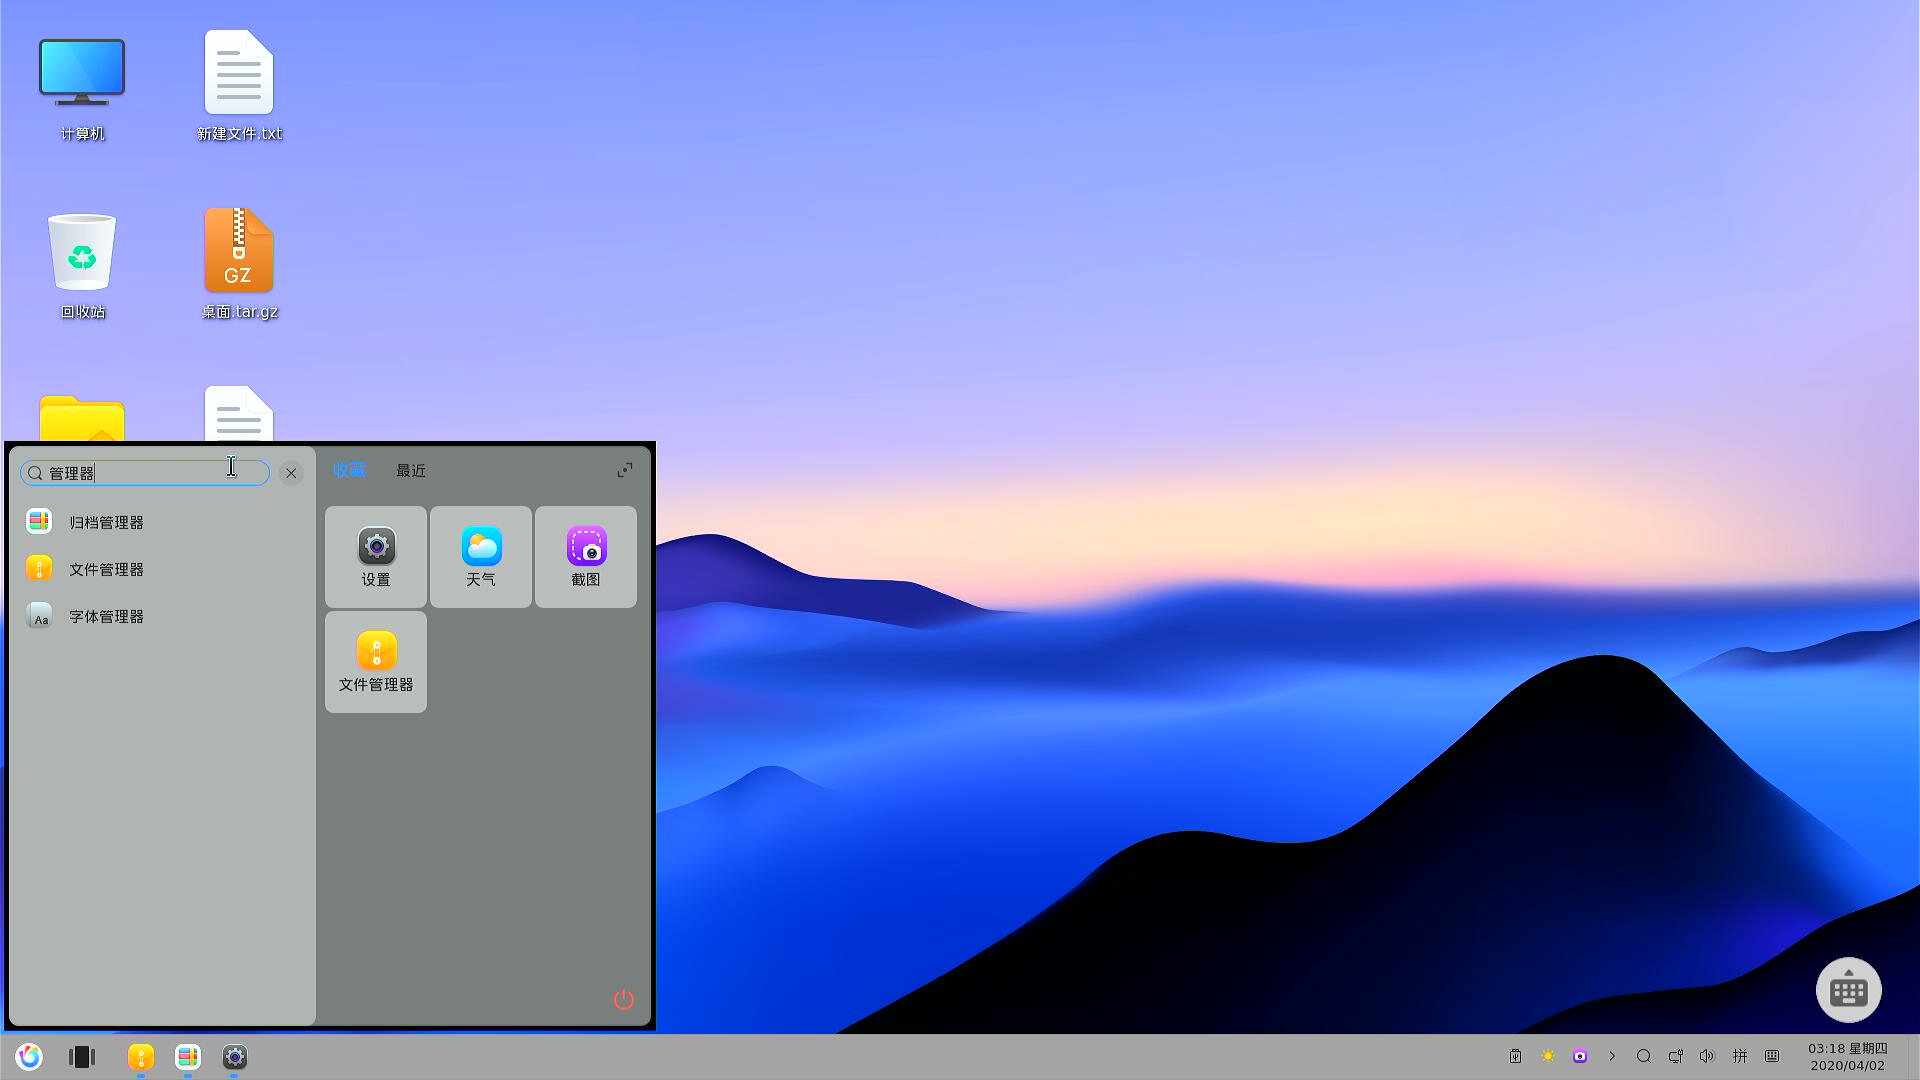 计算机
新建文件.txt
回收站
GZ
桌面.tar.gz
管理器
收藏
最近
归档管理器
文件管理器
Aa
字体管理器
设置
天气
截图
文件管理器
拼
03:18 星期四
2020/04/02